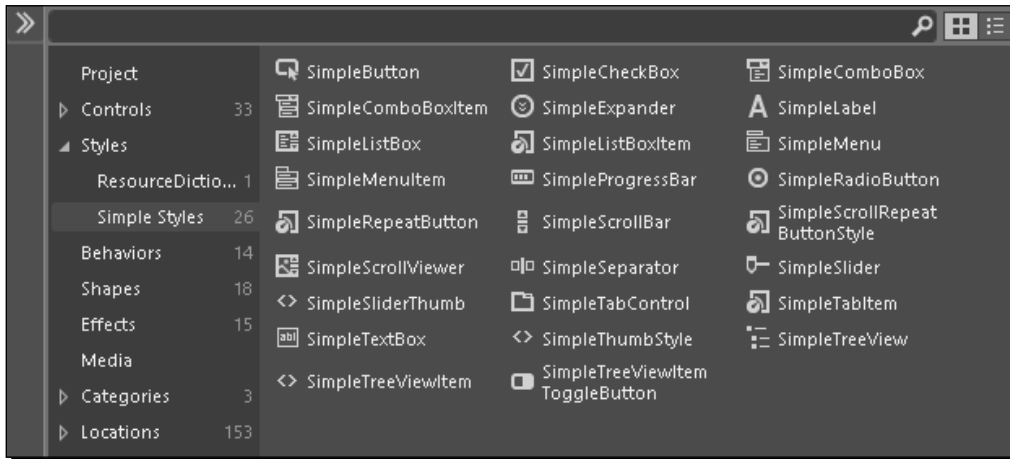 Project
Controls 33
Styles
ResourceDictio... 1
Simple Styles 26
Behaviors 14
Shapes 18
Effects 15
Media
Categories 3
Locations 153
SimpleButton SimpleCheckBox SimpleComboBox
SimpleComboBoxItem SimpleExpander SimpleLabel
SimpleListBox SimpleListBoxItem SimpleMenu
SimpleMenuItem SimpleProgressBar SimpleRadioButton
SimpleRepeatButton SimpleScrollBar SimpleScrollRepeat
ButtonStyle
SimpleScrollViewer SimpleSeparator SimpleSlider
SimpleSliderThumb SimpleTabControl SimpleTabItem
SimpleTextBox SimpleThumbStyle SimpleTreeView
SimpleTreeViewItem SimpleTreeViewItem
ToggleButton